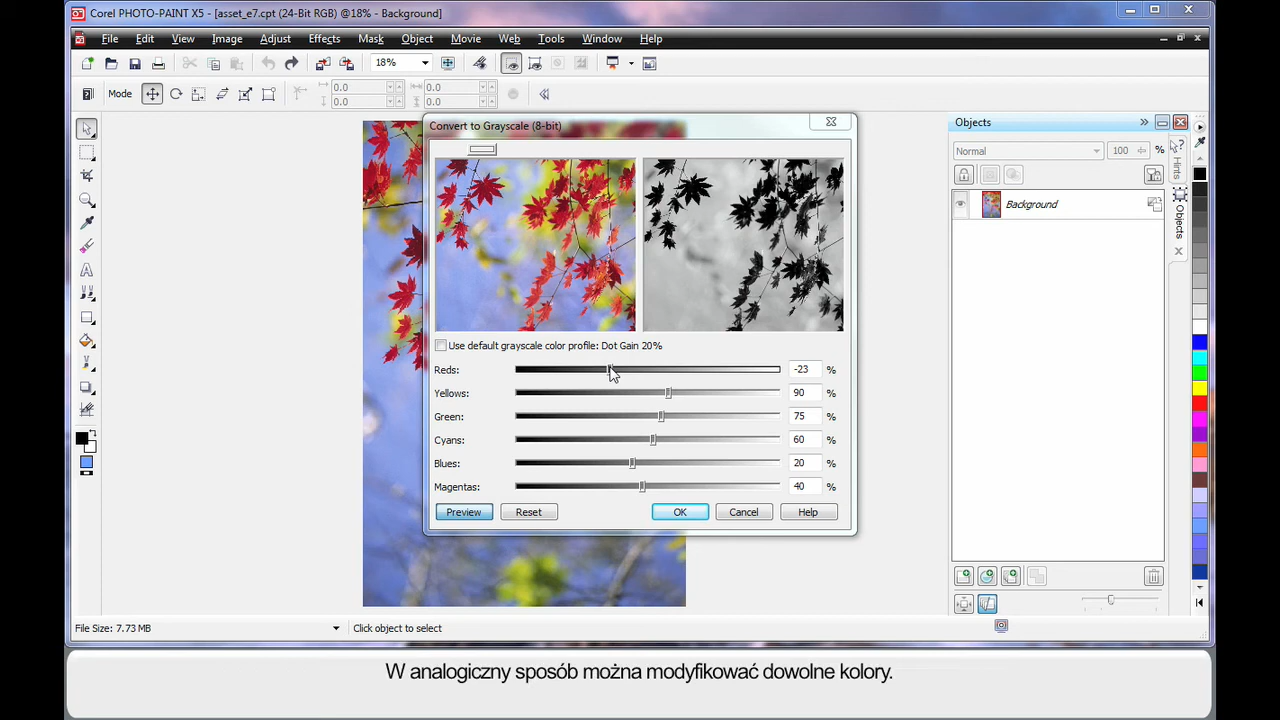 Corel PHOTO-PAINT X5 - [asset_e7.cpt (24-Bit RGB) @18% - Background]
File Edit View Image Adjust Effects Mask Object Movie Web Tools Window Help
18%
Mode 0.0 0.0
0.0 0.0
Convert to Grayscale (8-bit)
Use default grayscale color profile: Dot Gain 20%
Reds: -23 %
Yellows: 90 %
Green: 75 %
Cyans: 60 %
Blues: 20 %
Magentas: 40 %
Preview Reset OK Cancel Help
Objects
Normal 100 %
Background
Hints
Objects
File Size: 7.73 MB Click object to select
W analogiczny sposób można modyfikować dowolne kolory.